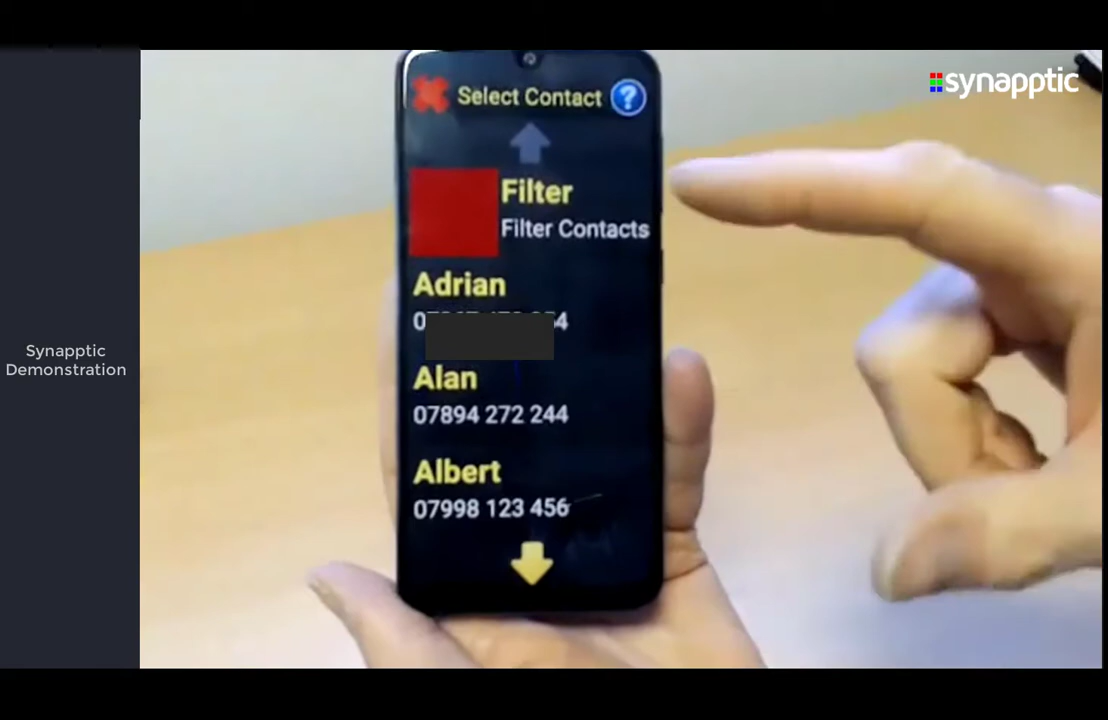 synapptic
Select Contact
Filter
Filter Contacts
Adrian
Alan
07894 272 244
Albert
07998 123 456
Synapptic
Demonstration